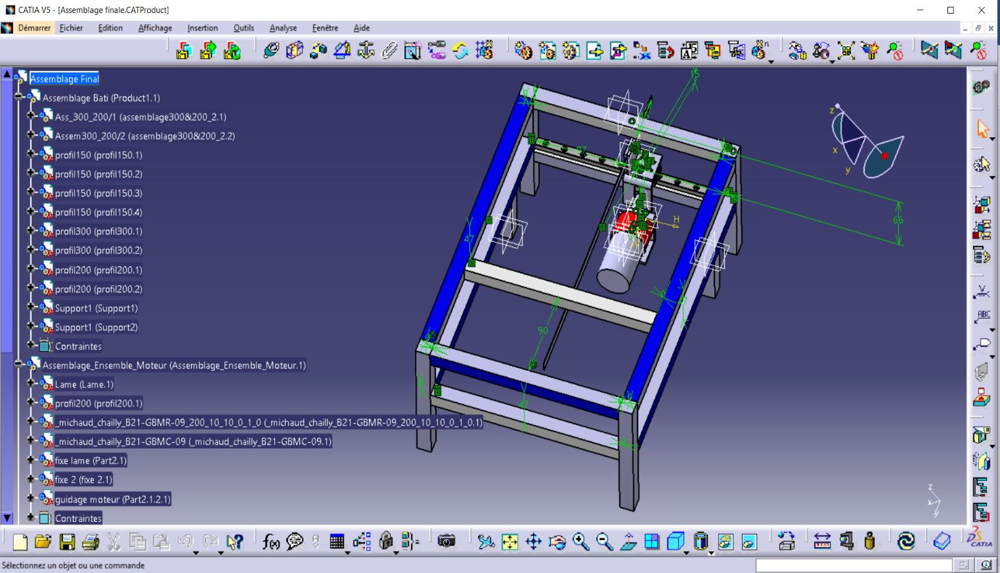 CATIA V5 - [Assemblage finale.CATProduct]
Démarrer Fichier Edition Affichage Insertion Outils Analyse Fenêtre Aide
Assemblage Final
Assemblage Bati (Product1.1)
Ass_300_200/1 (assemblage300&200_2.1)
Assem300_200/2 (assemblage300&200_2.2)
profil150 (profil150.1)
profil150 (profil150.2)
profil150 (profil150.3)
profil150 (profil150.4)
profil300 (profil300.1)
profil300 (profil300.2)
profil200 (profil200.1)
profil200 (profil200.2)
Support1 (Support1)
Support1 (Support2)
Contraintes
Assemblage_Ensemble_Moteur (Assemblage_Ensemble_Moteur.1)
Lame (Lame.1)
profil200 (profil200.1)
_michaud_chailly_B21-GBMR-09_200_10_10_0_1_0 (_michaud_chailly_B21-GBMR-09_200_10_10_0_1_0.1)
_michaud_chailly_B21-GBMC-09 (_michaud_chailly_B21-GBMC-09.1)
fixe lame (Part2.1)
fixe 2 (fixe 2.1)
guidage moteur (Part2.1.2.1)
Contraintes
15
z
x
y
H
66
47
90
47
z
x
y
ABC
f(x)
CATIA
Sélectionnez un objet ou une commande